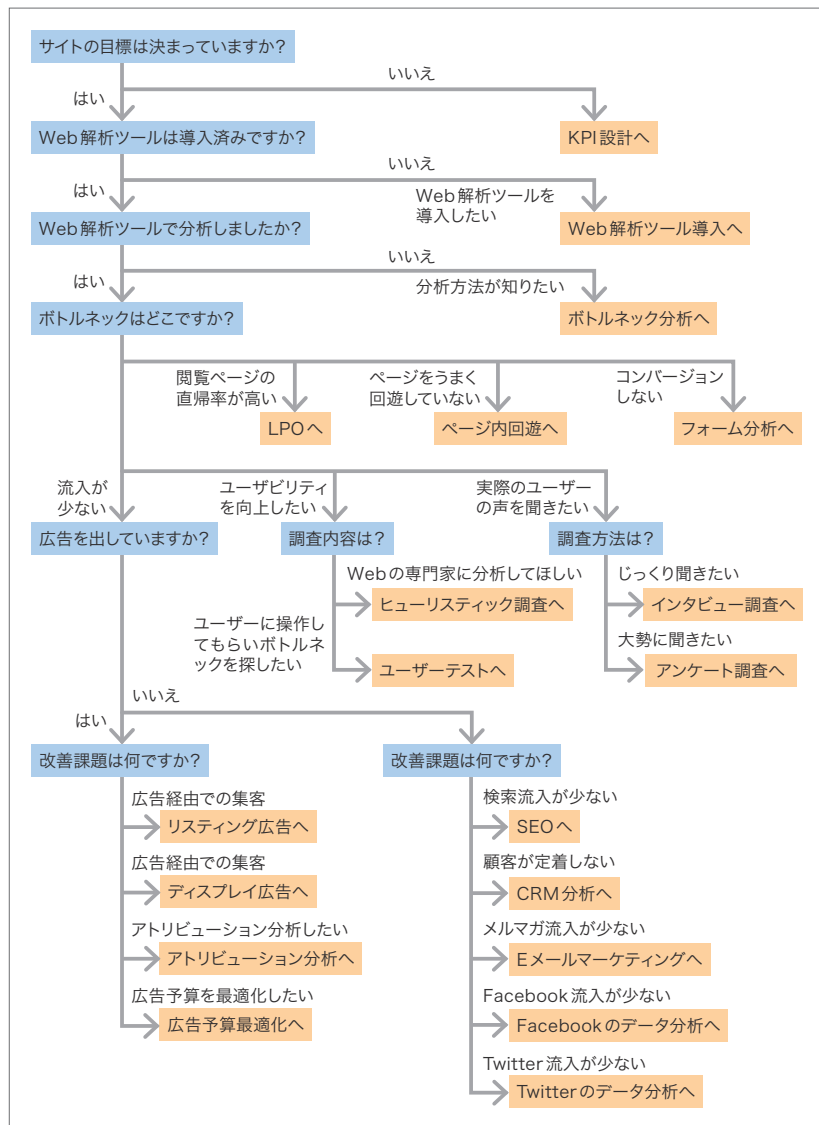 サイトの目標は決まっていますか?
いいえ
はい
Web解析ツールは導入済みですか?
KPI設計へ
いいえ
はい
Web解析ツールを
導入したい
Web解析ツールで分析しましたか?
Web解析ツール導入へ
いいえ
はい
分析方法が知りたい
ボトルネックはどこですか?
ボトルネック分析へ
閲覧ページの
直帰率が高い
ページをうまく
回遊していない
コンバージョン
しない
LPOへ
ページ内回遊へ
フォーム分析へ
流入が
少ない
ユーザビリティ
を向上したい
実際のユーザー
の声を聞きたい
広告を出していますか?
調査内容は?
調査方法は?
Webの専門家に分析してほしい
ヒューリスティック調査へ
じっくり聞きたい
インタビュー調査へ
ユーザーに操作し
てもらいボトルネ
ックを探したい
ユーザーテストへ
大勢に聞きたい
アンケート調査へ
いいえ
はい
改善課題は何ですか?
改善課題は何ですか?
広告経由での集客
リスティング広告へ
広告経由での集客
ディスプレイ広告へ
アトリビューション分析したい
アトリビューション分析へ
広告予算を最適化したい
広告予算最適化へ
検索流入が少ない
SEOへ
顧客が定着しない
CRM分析へ
メルマガ流入が少ない
Eメールマーケティングへ
Facebook流入が少ない
Facebookのデータ分析へ
Twitter流入が少ない
Twitterのデータ分析へ